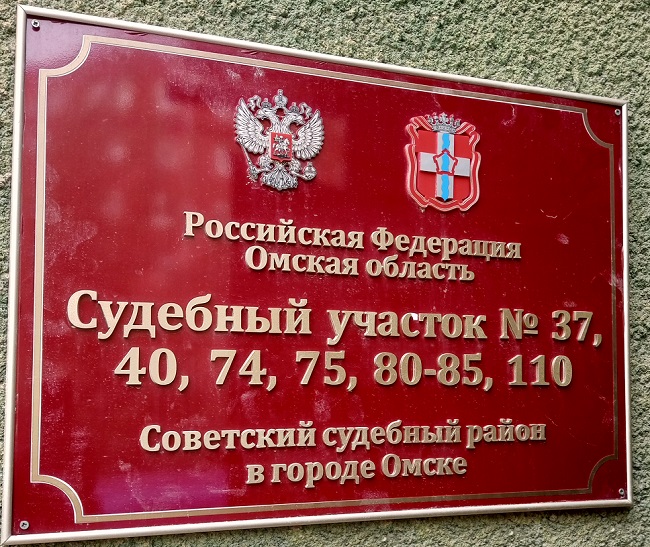 Российская Федерация
Омская область
Судебный участок № 37,
40, 74, 75, 80-85, 110
Советский судебный район
в городе Омске